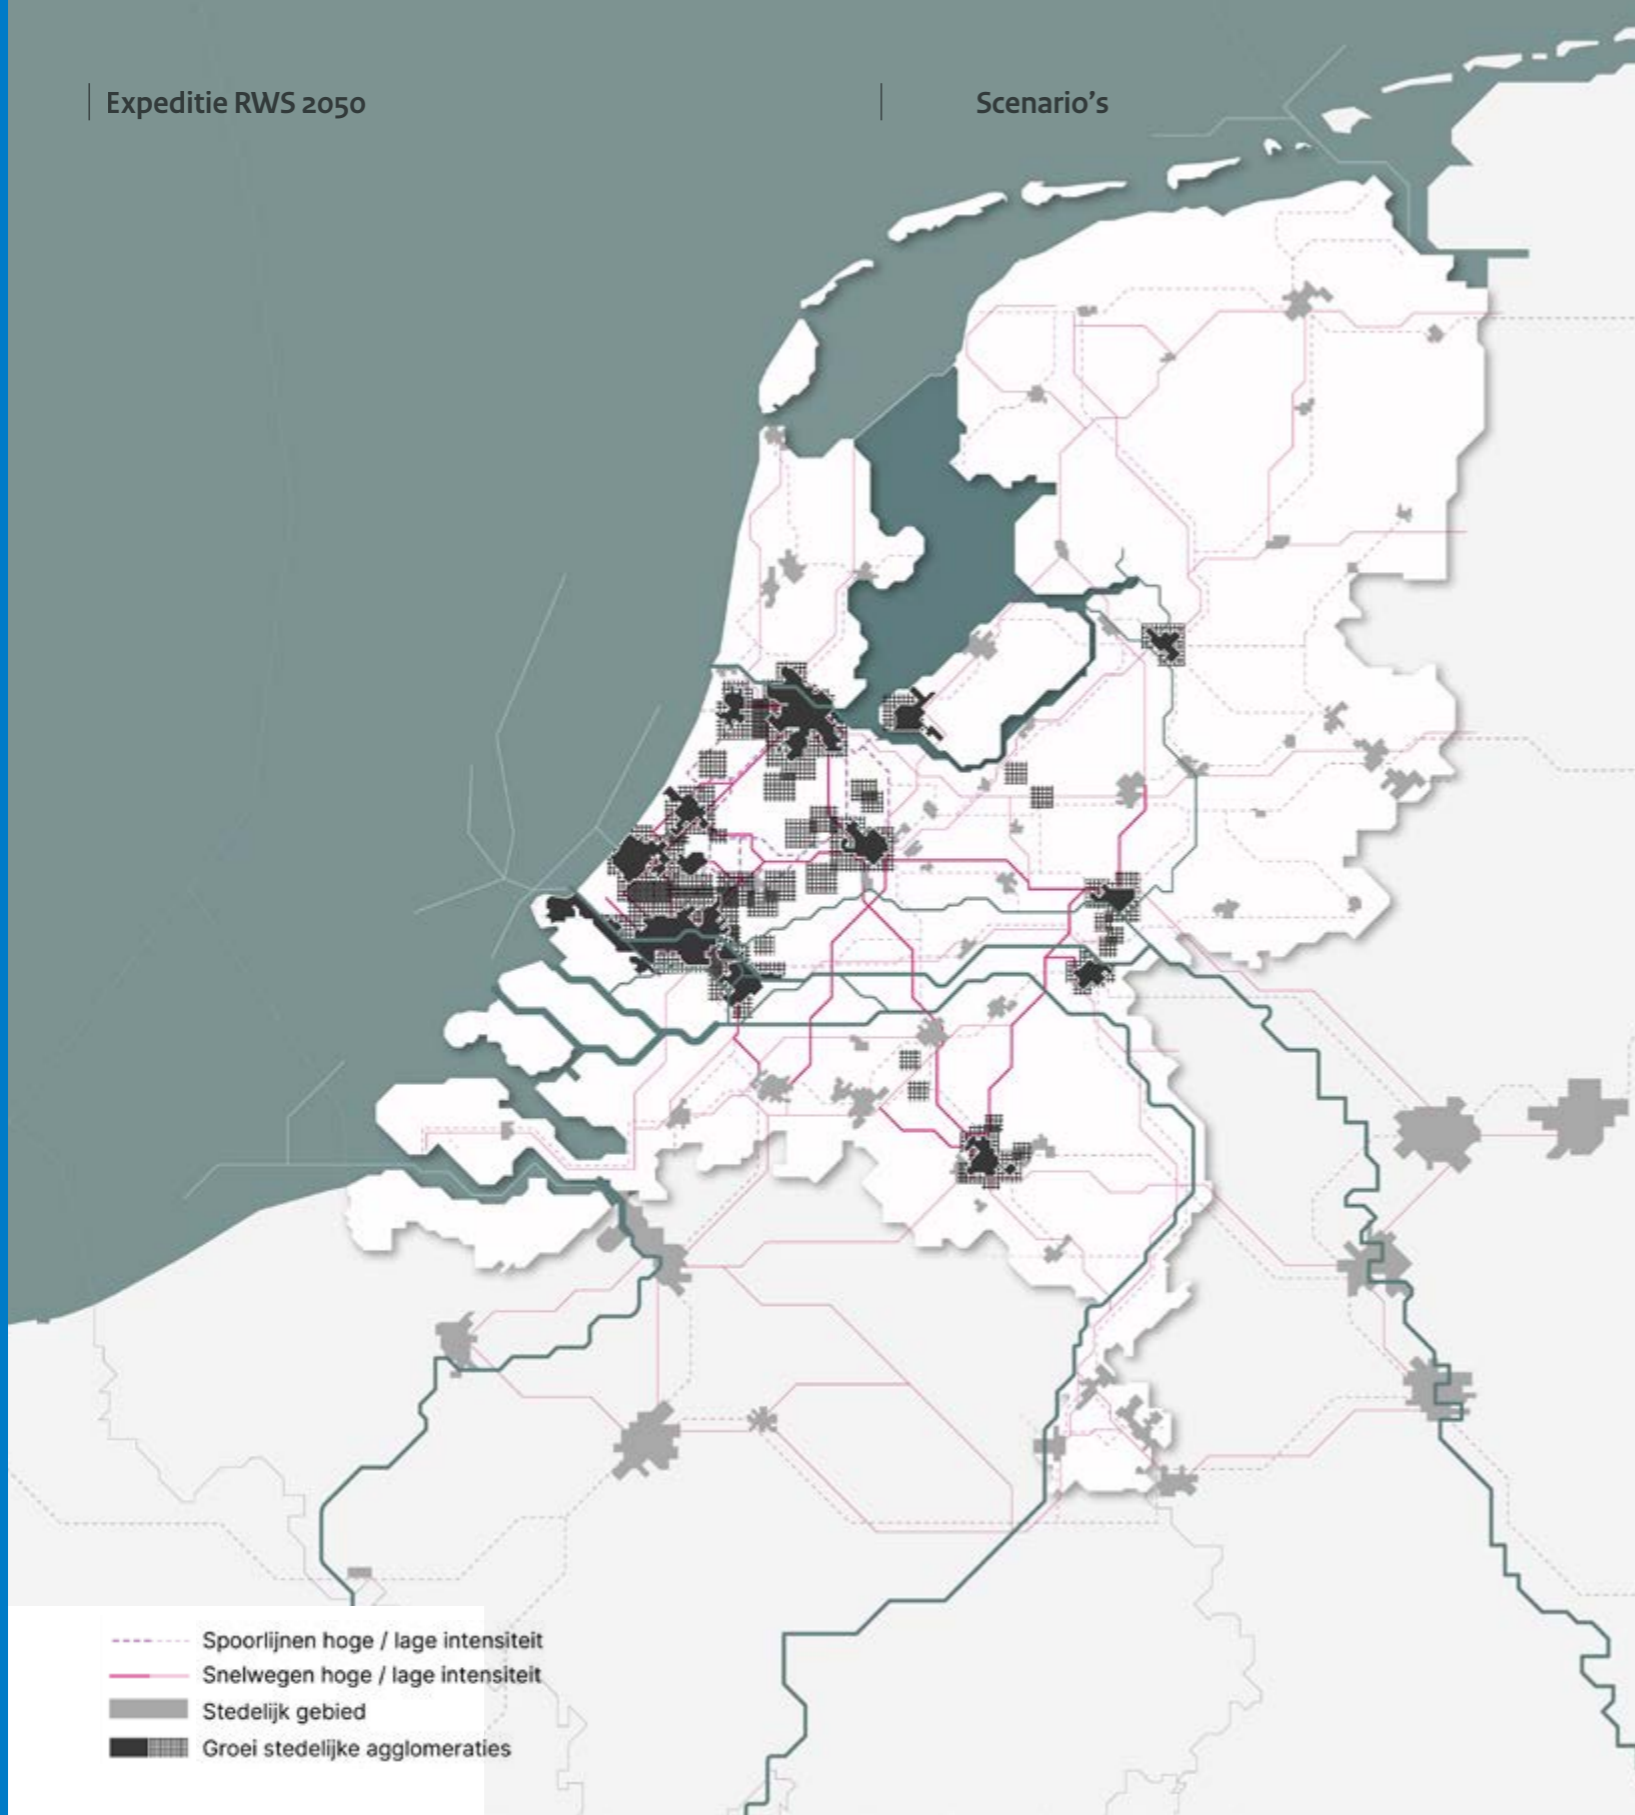 Expeditie RWS 2050
Scenario's
Spoorlijnen hoge / lage intensiteit
Snelwegen hoge / lage intensiteit
Stedelijk gebied
Groei stedelijke agglomeraties